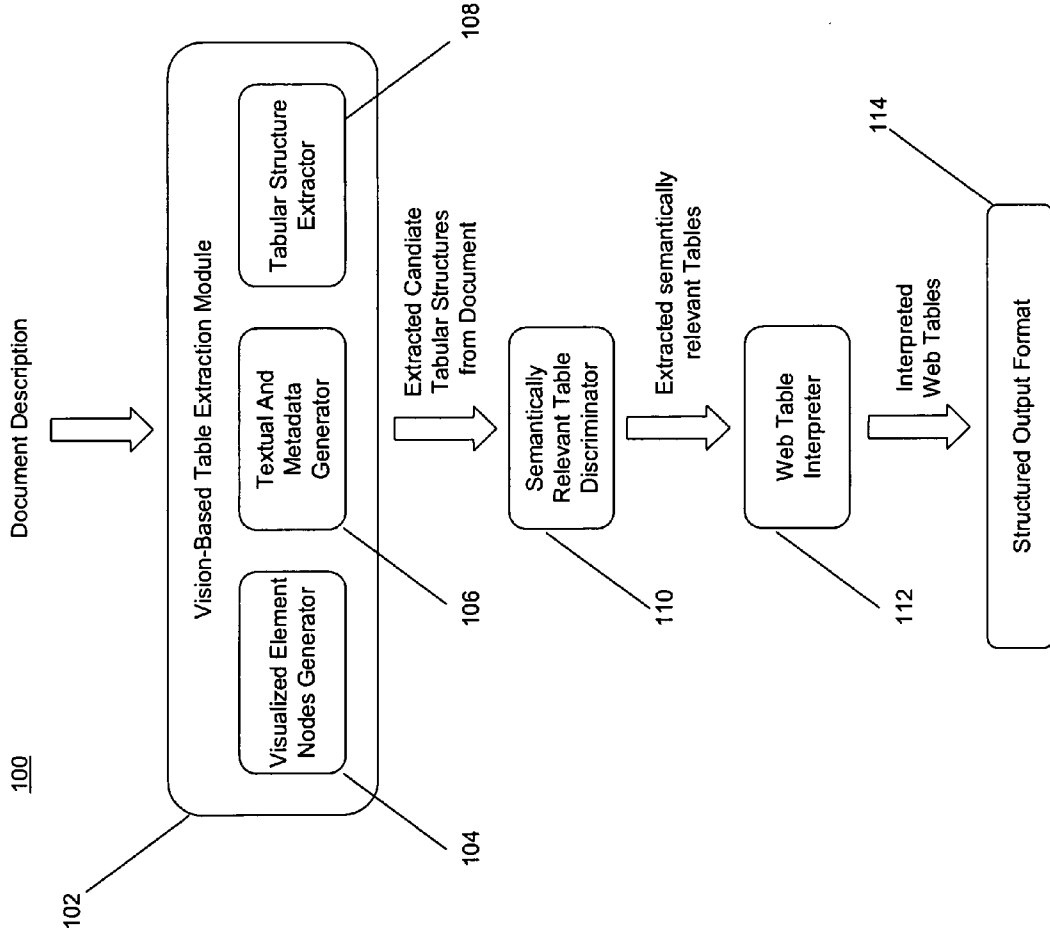 100
Document Description
102
Vision-Based Table Extraction Module
Visualized Element
Nodes Generator
Textual And
Metadata
Generator
Tabular Structure
Extractor
104
106
108
Extracted Candiate
Tabular Structures
from Document
Semantically
Relevant Table
Discriminator
110
Extracted semantically
relevant Tables
Web Table
Interpreter
112
Interpreted
Web Tables
114
Structured Output Format